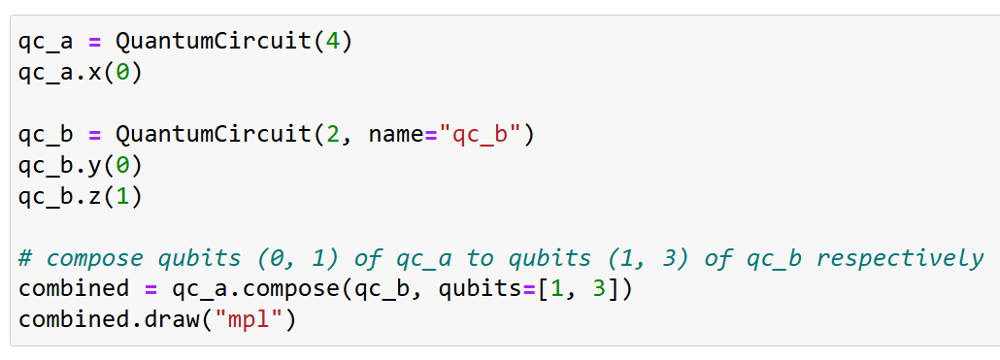 qc_a = QuantumCircuit(4)
qc_a.x(0)
qc_b = QuantumCircuit(2, name="qc_b")
qc_b.y(0)
qc_b.z(1)
# compose qubits (0, 1) of qc_a to qubits (1, 3) of qc_b respectively
combined = qc_a.compose(qc_b, qubits=[1, 3])
combined.draw("mpl")